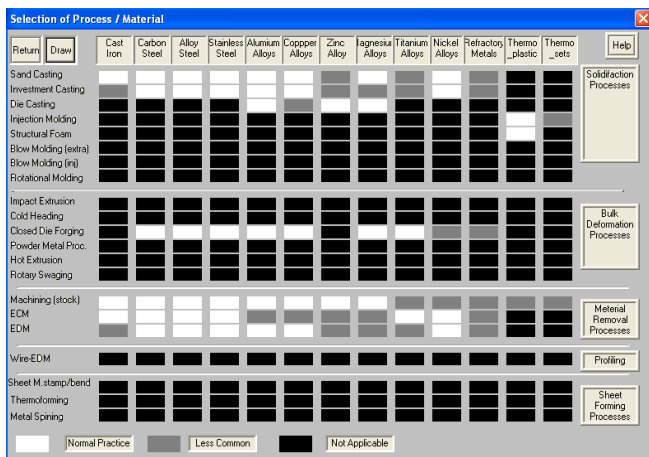 Selection of Process / Material
Return Draw Cast Iron Carbon Steel Alloy Steel Stainless Steel Alumium Alloys Coppper Alloys Zinc Alloy lagnesiu Alloys Titanium Alloys Nickel Alloys Refractory Metals Thermo _plastic Thermo _sets Help
Sand Casting
Investment Casting
Die Casting
Injection Molding
Structural Foam
Blow Molding (extra)
Blow Molding (inj)
Rotational Molding
Solidifaction
Processes
Impact Extrusion
Cold Heading
Closed Die Forging
Powder Metal Proc.
Hot Extrusion
Rotary Swaging
Bulk
Deformation
Processes
Machining (stock)
ECM
EDM
Meterial
Removal
Processes
Wire-EDM
Profiling
Sheet M.stamp/bend
Thermoforming
Metal Spining
Sheet
Forming
Processes
Normal Practice Less Common Not Applicable